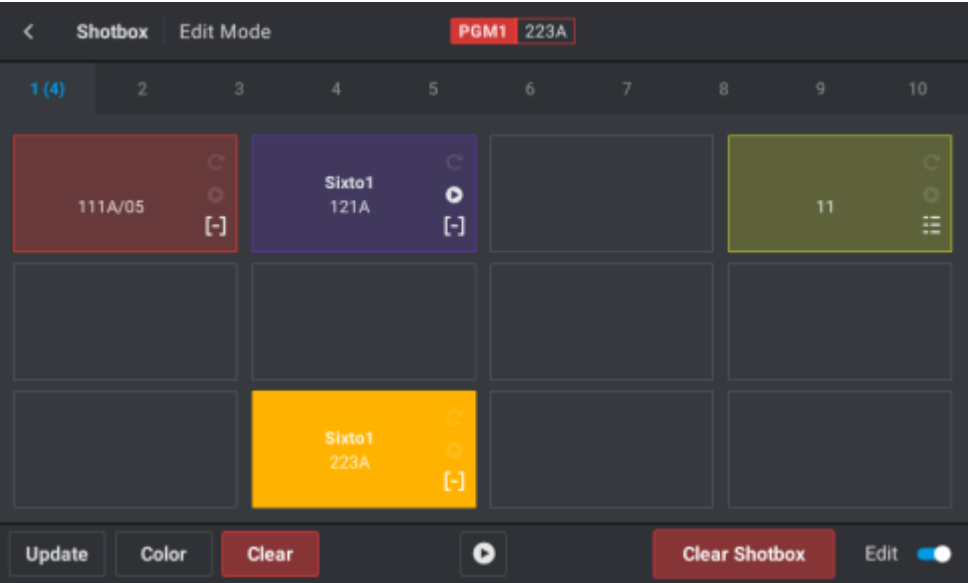 Shotbox Edit Mode PGM1 223A
1 (4) 2 3 4 5 6 7 8 9 10
111A/05
[-]
Sixto1
121A
[-]
11
Sixto1
223A
[-]
Update Color Clear Clear Shotbox Edit